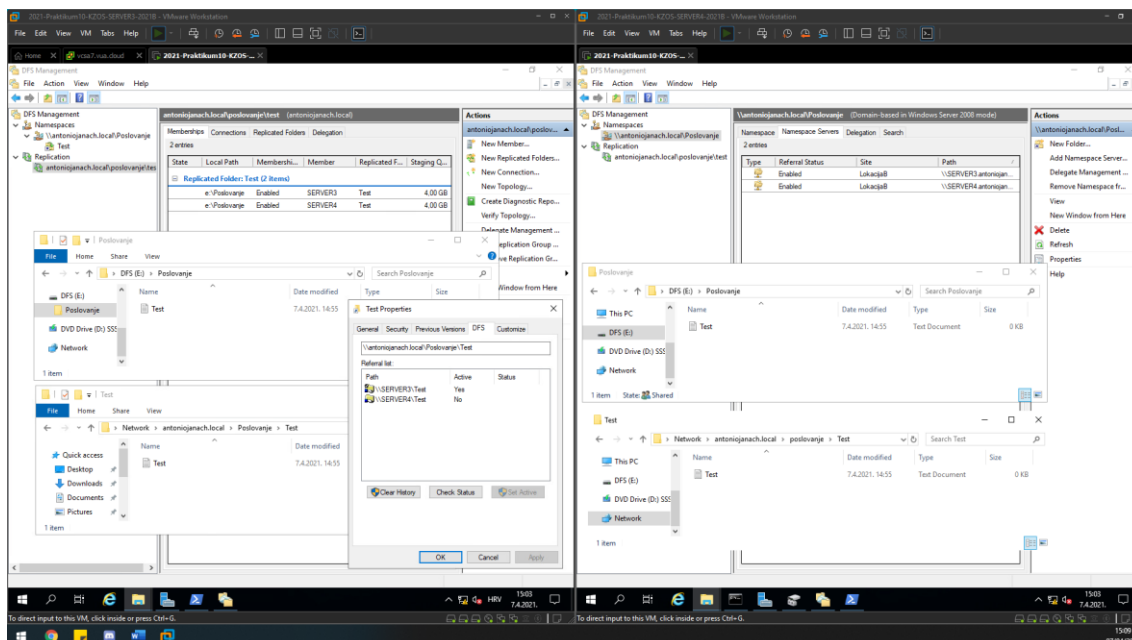 2021-Praktikum10-KZOS-SERVER3-2021B - VMware Workstation
File Edit View VM Tabs Help
Home vcsa7.vua.cloud 2021-Praktikum10-KZOS-...
DFS Management
File Action View Window Help
DFS Management
Namespaces
\\antoniojanach.local\Poslovanje
Test
Replication
antoniojanach.local\poslovanje\tes
antoniojanach.local\poslovanje\test (antoniojanach.local)
Memberships Connections Replicated Folders Delegation
2 entries
State Local Path Membershi... Member Replicated F... Staging Q...
Replicated Folder: Test (2 items)
e:\Poslovanje Enabled SERVER3 Test 4,00 GB
e:\Poslovanje Enabled SERVER4 Test 4,00 GB
Actions
antoniojanach.local\poslov...
New Member...
New Replicated Folders...
New Connection...
New Topology...
Create Diagnostic Repo...
Verify Topology...
Delegate Management ...
eplication Group ...
ve Replication Gr...
Window from Here
Poslovanje
File Home Share View
DFS (E:) > Poslovanje
Search Poslovanje
Name Date modified Type Size
DFS (E:)
Poslovanje
DVD Drive (D:) SSS
Network
Test 7.4.2021. 14:55
1 item
Test
File Home Share View
Network > antoniojanach.local > Poslovanje > Test
Name Date modified
Quick access
Desktop
Downloads
Documents
Pictures
Test 7.4.2021. 14:55
1 item
Test Properties
General Security Previous Versions DFS Customize
\\antoniojanach.local\Poslovanje\Test
Referral list:
Path Active Status
\\SERVER3\Test Yes
\\SERVER4\Test No
Clear History Check Status Set Active
OK Cancel Apply
HRV 15:03
7.4.2021.
To direct input to this VM, click inside or press Ctrl+G.
2021-Praktikum10-KZOS-SERVER4-2021B - VMware Workstation
File Edit View VM Tabs Help
2021-Praktikum10-KZOS-...
DFS Management
File Action View Window Help
DFS Management
Namespaces
\\antoniojanach.local\Poslovanje
Replication
antoniojanach.local\poslovanje\test
\\antoniojanach.local\Poslovanje (Domain-based in Windows Server 2008 mode)
Namespace Namespace Servers Delegation Search
2 entries
Type Referral Status Site Path
Enabled LokacijaB \\SERVER3.antoniojan...
Enabled LokacijaB \\SERVER4.antoniojan...
Actions
\\antoniojanach.local\Posl...
New Folder...
Add Namespace Server...
Delegate Management ...
Remove Namespace fr...
View
New Window from Here
Delete
Refresh
Properties
Help
Poslovanje
DFS (E:) > Poslovanje
Search Poslovanje
Name Date modified Type Size
This PC
DFS (E:)
DVD Drive (D:) SSS
Network
Test 7.4.2021. 14:55 Text Document 0 KB
1 item State: Shared
Test
Network > antoniojanach.local > poslovanje > Test
Search Test
Name Date modified Type Size
This PC
DFS (E:)
DVD Drive (D:) SSS
Network
Test 7.4.2021. 14:55 Text Document 0 KB
1 item
15:03
7.4.2021.
To direct input to this VM, click inside or press Ctrl+G.
15:09